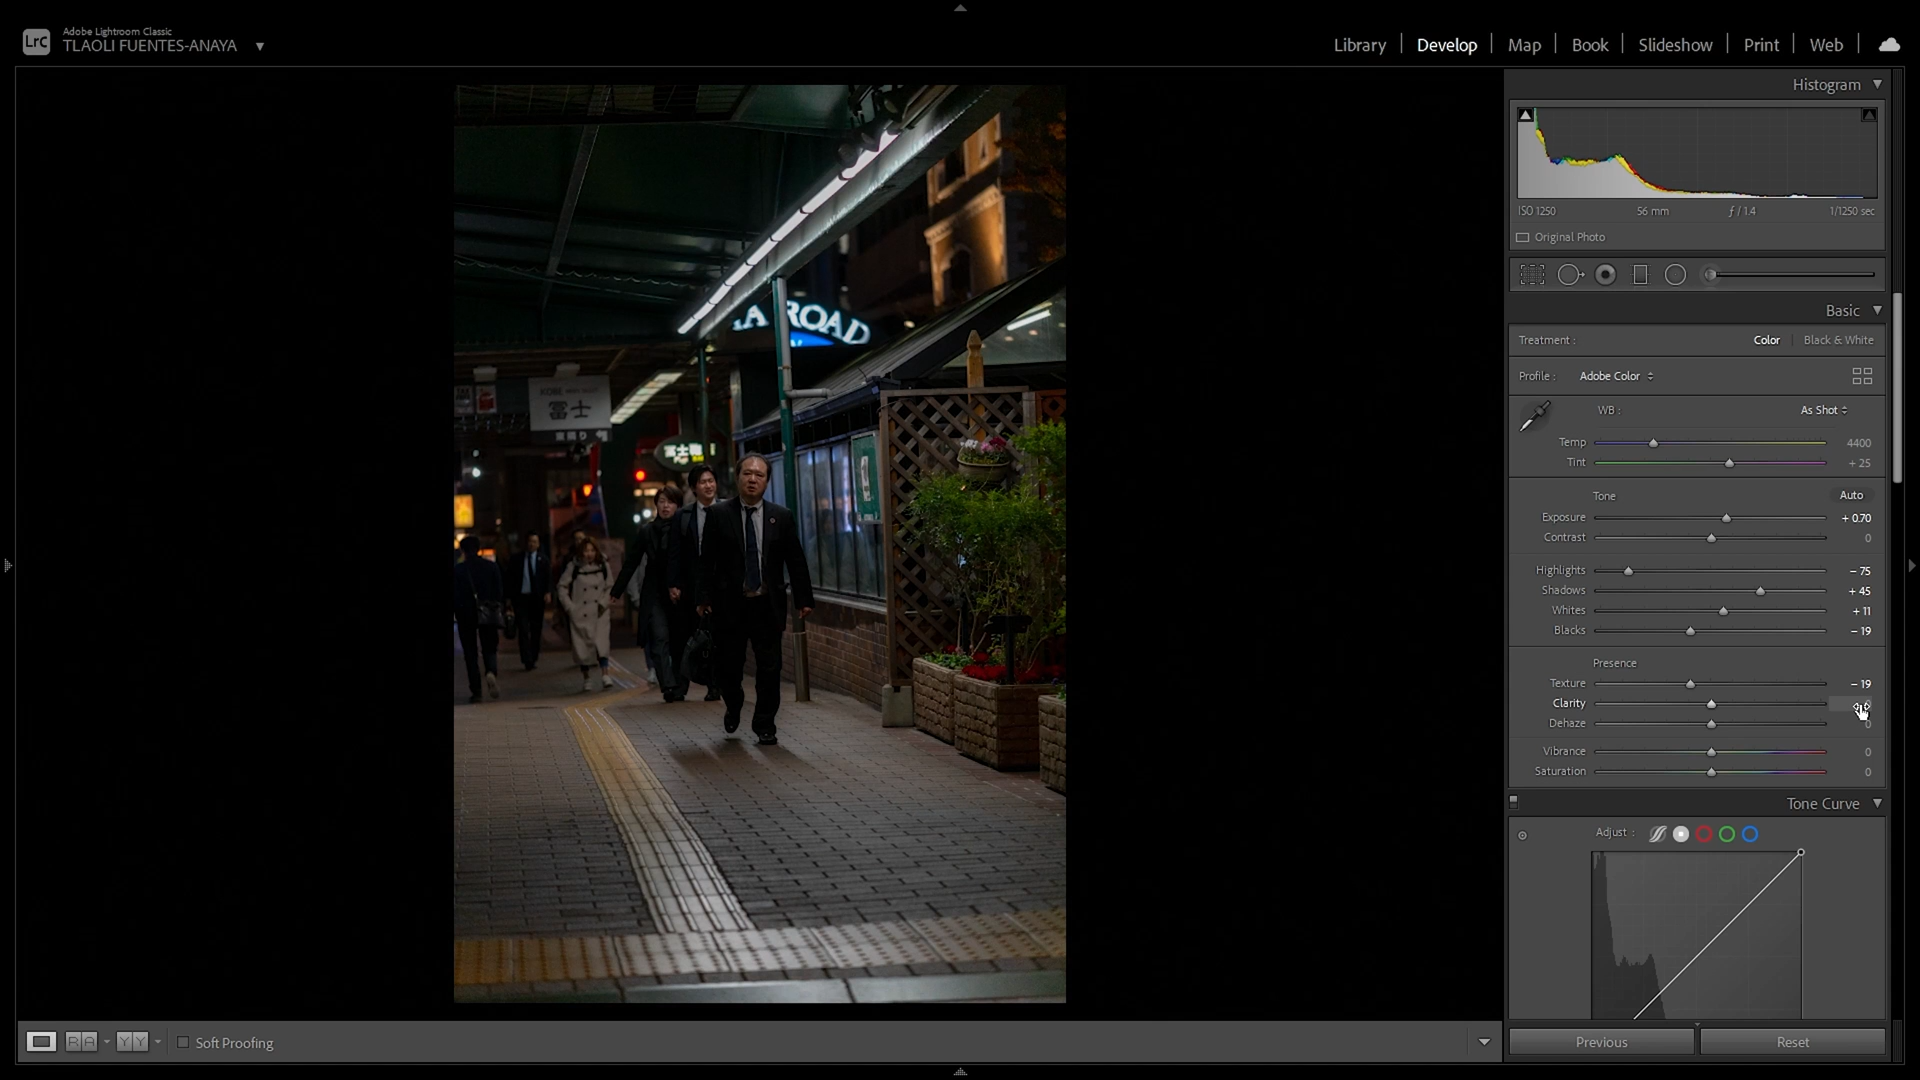 Adobe Lightroom Classic
TLAOLI FUENTES-ANAYA
Library
Develop
Map
Book
Slideshow
Print
Web
LrC
Histogram
ISO 1250
56 mm
ƒ / 1.4
1/1250 sec
Original Photo
Basic
Treatment :
Color
Black & White
Profile :
Adobe Color
WB :
As Shot
Temp
4400
Tint
+ 25
Tone
Auto
Exposure
+ 0.70
Contrast
0
Highlights
– 75
Shadows
+ 45
Whites
+ 11
Blacks
– 19
Presence
Texture
– 19
Clarity
Dehaze
0
Vibrance
0
Saturation
0
Tone Curve
Adjust :
Previous
Reset
R A
Y Y
Soft Proofing
ROAD
富士